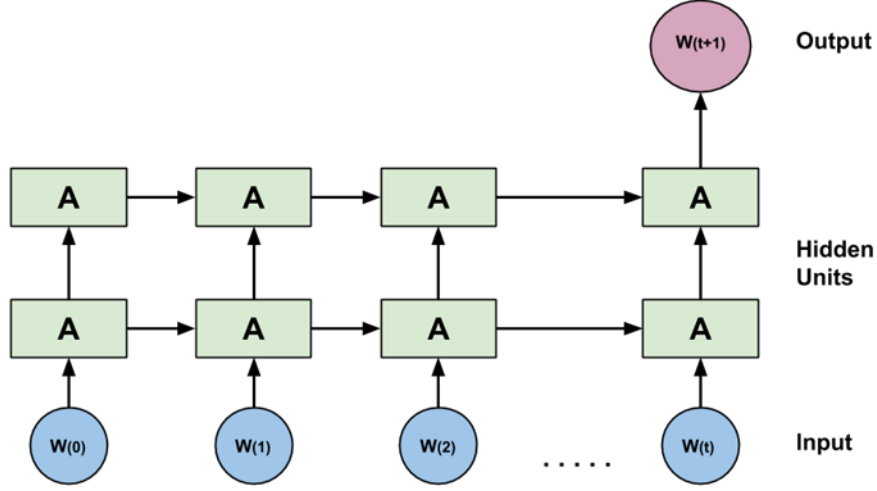 W(t+1)
Output
A A A A
Hidden
Units
A A A A
W(0) W(1) W(2) ..... W(t)
Input